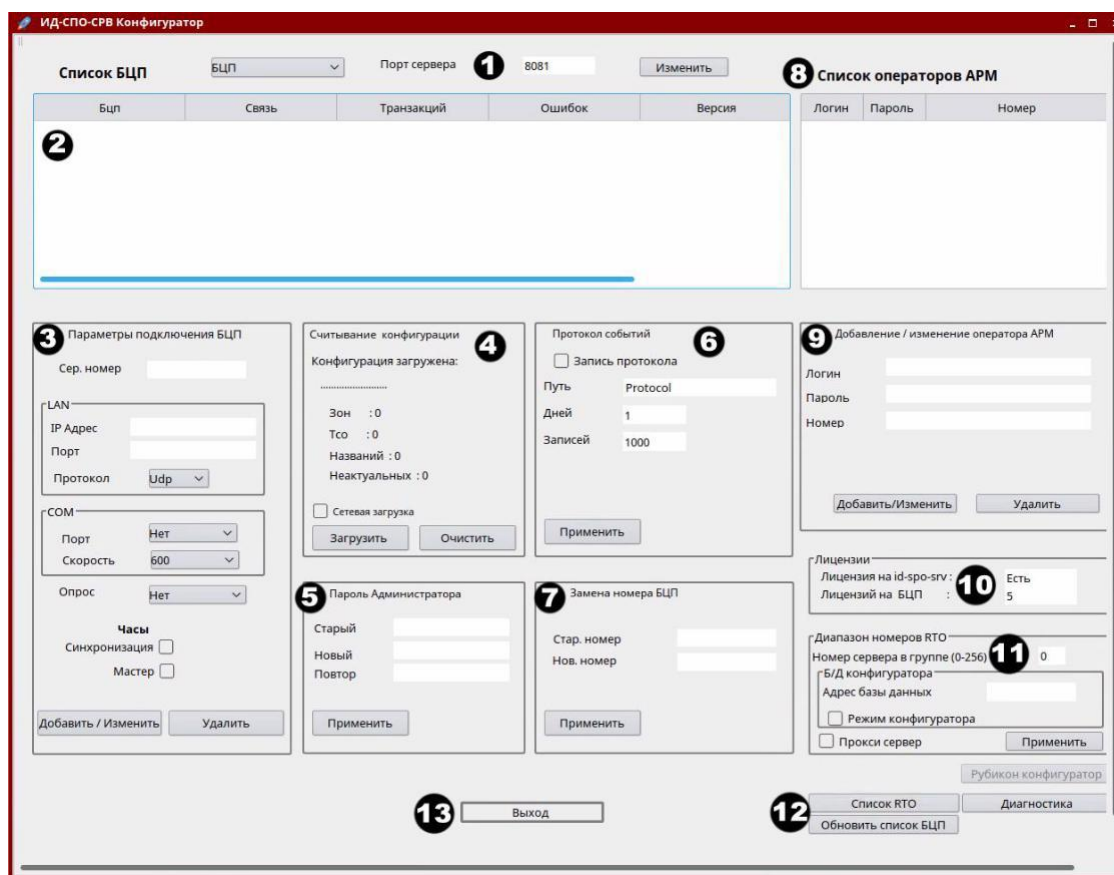 ИД-СПО-СРВ Конфигуратор
Список БЦП
БЦП
Порт сервера
1
8081
Изменить
8
Список операторов АРМ
Бцп Связь Транзакций Ошибок Версия
Логин Пароль Номер
2
3
Параметры подключения БЦП
Сер. номер
LAN
IP Адрес
Порт
Протокол Udp
COM
Порт Нет
Скорость 600
Опрос Нет
Часы
Синхронизация
Мастер
Добавить / Изменить Удалить
Считывание конфигурации
4
Конфигурация загружена:
........................
Зон : 0
Тсо : 0
Названий : 0
Неактуальных : 0
Сетевая загрузка
Загрузить Очистить
5
Пароль Администратора
Старый
Новый
Повтор
Применить
Протокол событий
6
Запись протокола
Путь Protocol
Дней 1
Записей 1000
Применить
7
Замена номера БЦП
Стар. номер
Нов. номер
Применить
9
Добавление / изменение оператора АРМ
Логин
Пароль
Номер
Добавить/Изменить Удалить
Лицензии
Лицензия на id-spo-srv : Есть
10
Лицензий на БЦП : 5
Диапазон номеров RTO
Номер сервера в группе (0-256) 11 0
Б/Д конфигуратора
Адрес базы данных
Режим конфигуратора
Прокси сервер Применить
Рубикон конфигуратор
12
Список RTO Диагностика
Обновить список БЦП
13
Выход